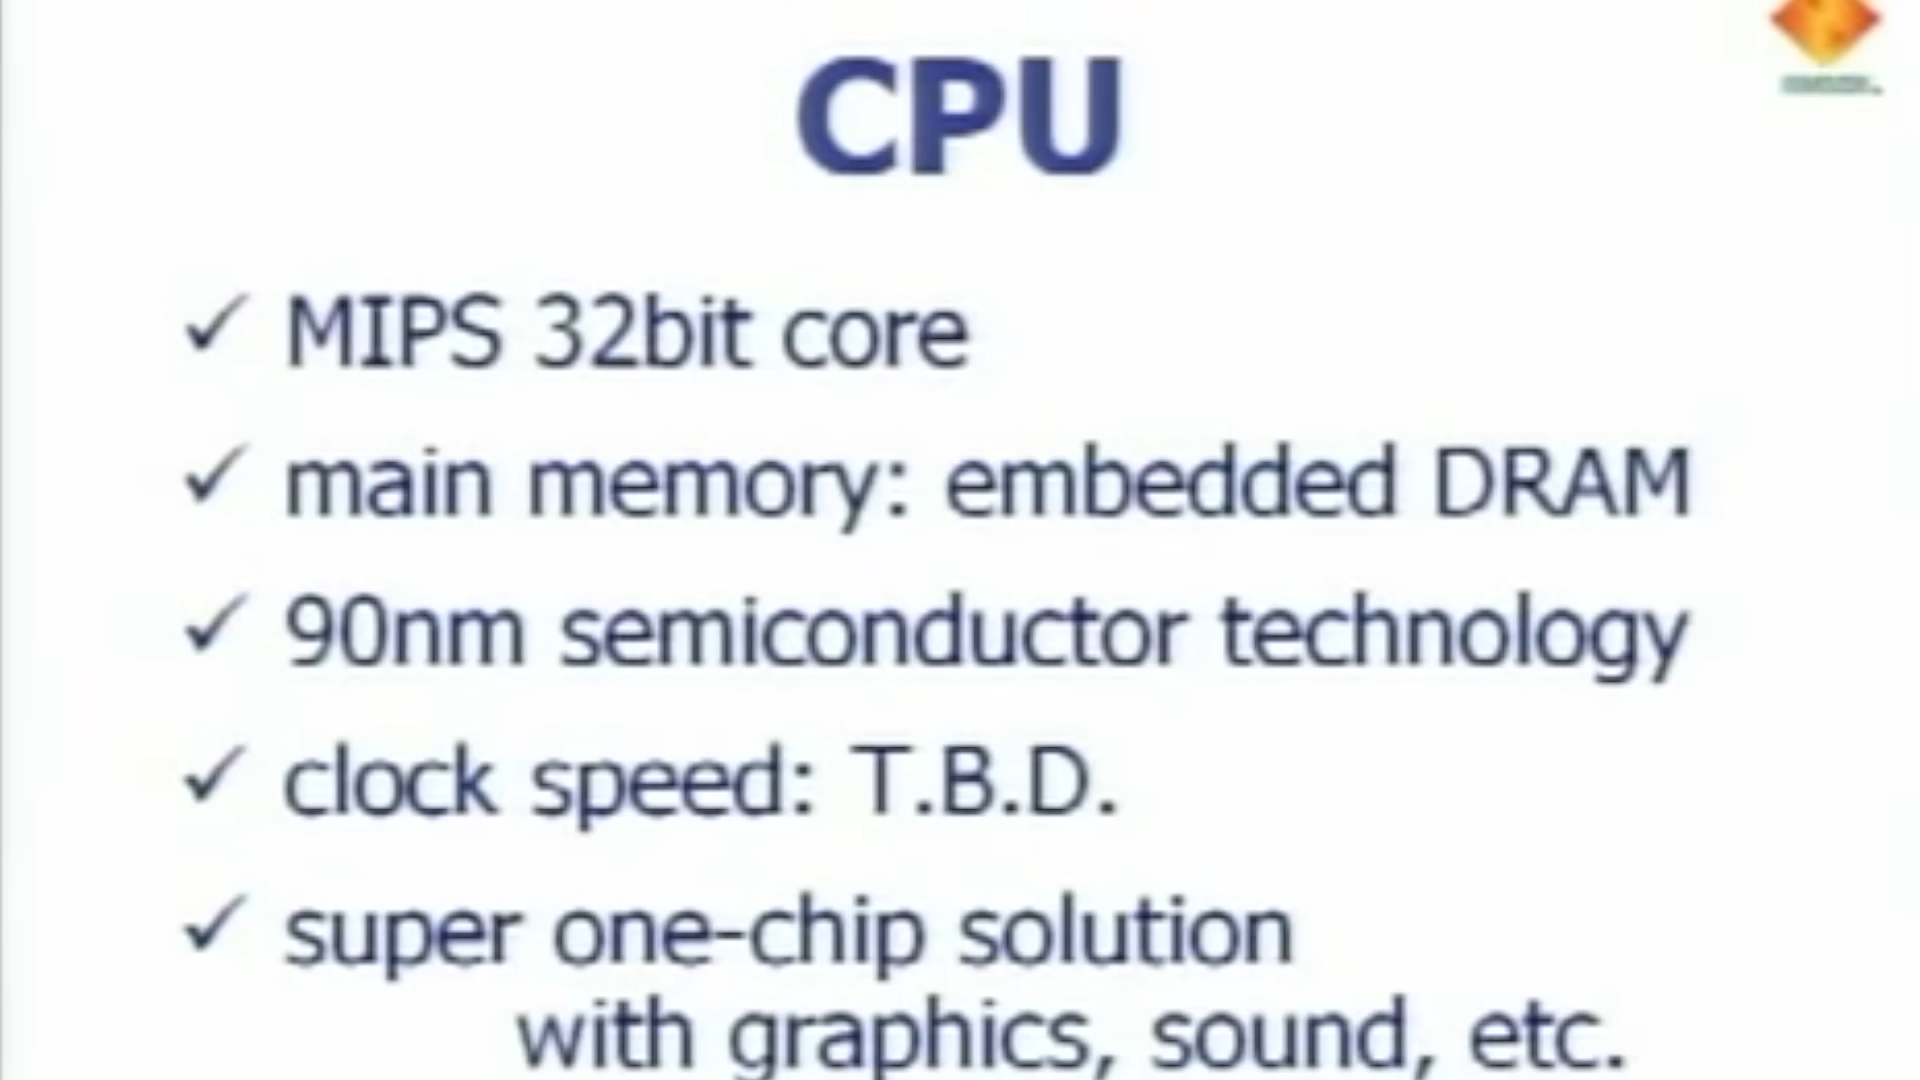 CPU
✓ MIPS 32bit core
✓ main memory: embedded DRAM
✓ 90nm semiconductor technology
✓ clock speed: T.B.D.
✓ super one-chip solution
with graphics, sound, etc.